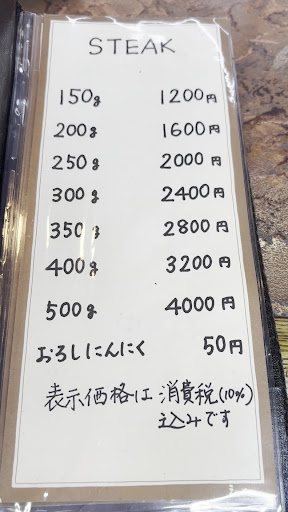 STEAK
150g 1200円
200g 1600円
250g 2000円
300g 2400円
350g 2800円
400g 3200円
500g 4000円
おろしにんにく 50円
表示価格は消費税(10%)
込みです